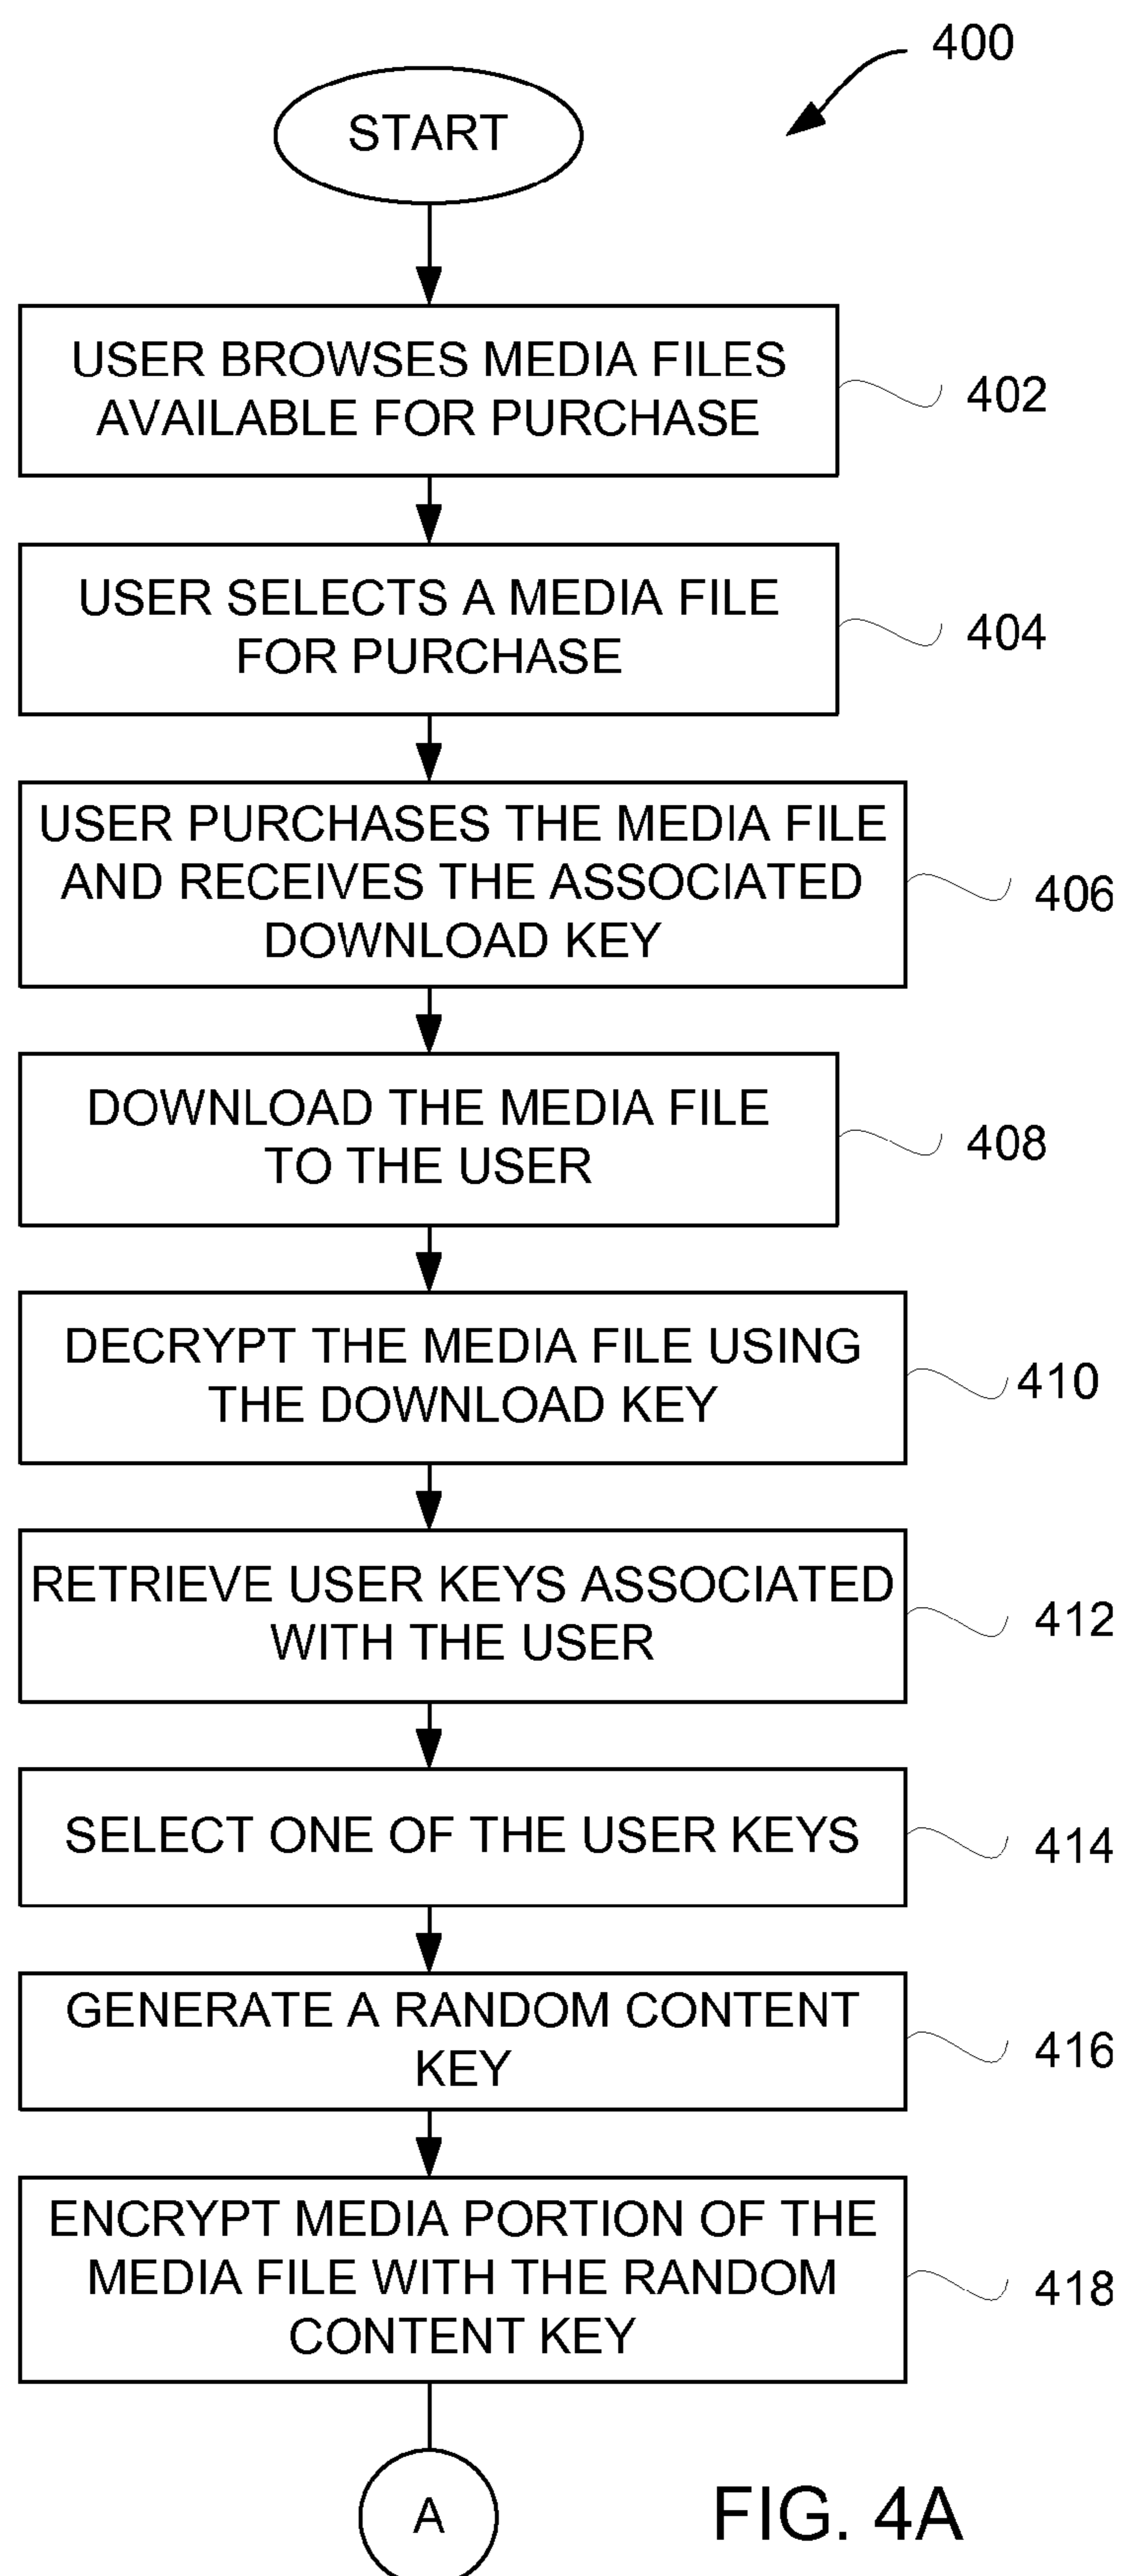 400
START
USER BROWSES MEDIA FILES
AVAILABLE FOR PURCHASE
402
USER SELECTS A MEDIA FILE
FOR PURCHASE
404
USER PURCHASES THE MEDIA FILE
AND RECEIVES THE ASSOCIATED
DOWNLOAD KEY
406
DOWNLOAD THE MEDIA FILE
TO THE USER
408
DECRYPT THE MEDIA FILE USING
THE DOWNLOAD KEY
410
RETRIEVE USER KEYS ASSOCIATED
WITH THE USER
412
SELECT ONE OF THE USER KEYS
414
GENERATE A RANDOM CONTENT
KEY
416
ENCRYPT MEDIA PORTION OF THE
MEDIA FILE WITH THE RANDOM
CONTENT KEY
418
A
FIG. 4A